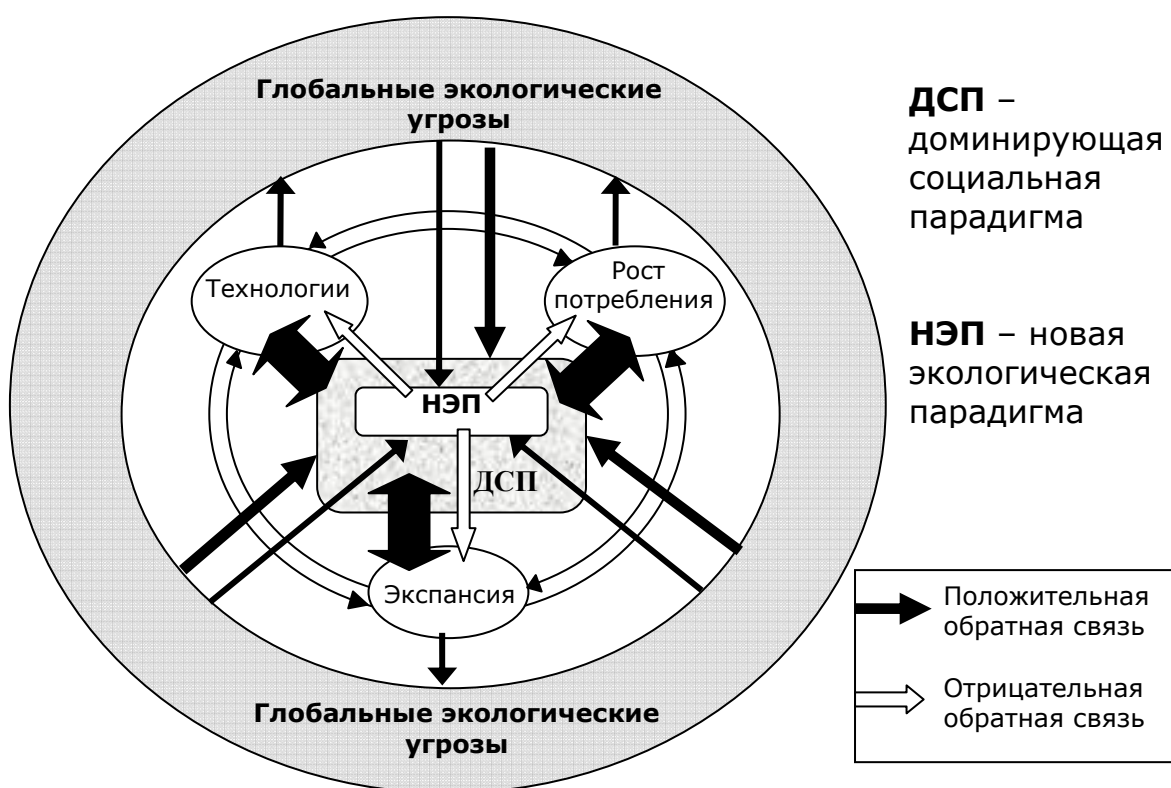 Глобальные экологические
угрозы
Технологии
Рост
потребления
НЭП
ДСП
Экспансия
Глобальные экологические
угрозы
ДСП –
доминирующая
социальная
парадигма
НЭП – новая
экологическая
парадигма
Положительная
обратная связь
Отрицательная
обратная связь